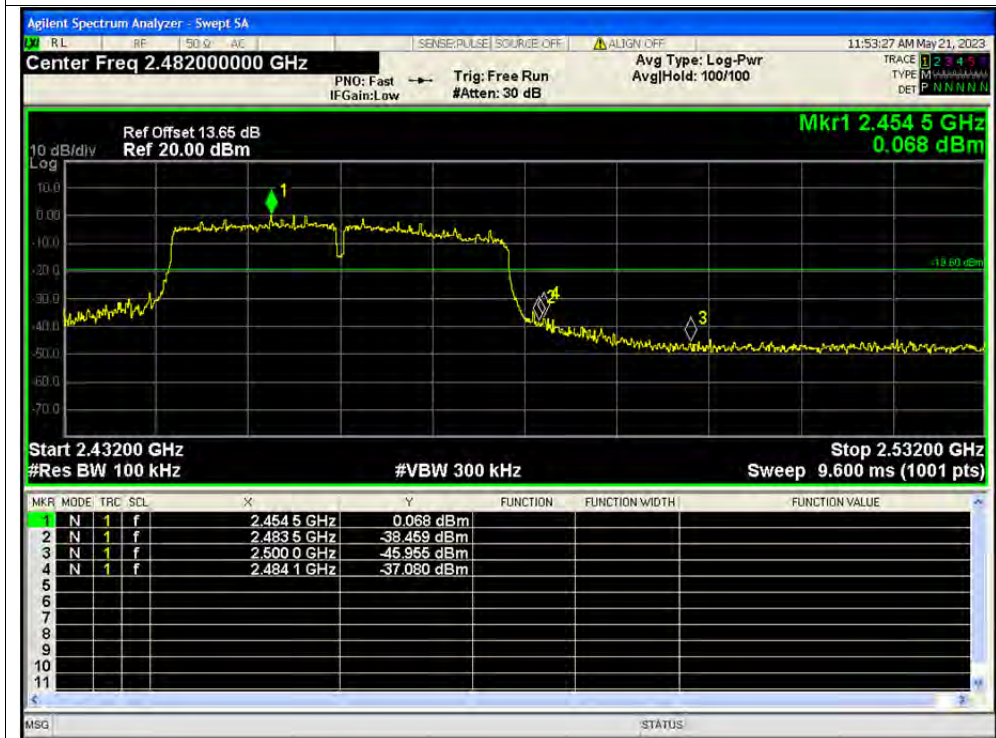 Agilent Spectrum Analyzer - Swept SA
LXI RL RF 50 Ω AC SENSE:PULSE SOURCE OFF ALIGN OFF 11:53:27 AM May 21, 2023
Center Freq 2.482000000 GHz
Avg Type: Log-Pwr
TRACE 1 2 3 4 5 6
PNO: Fast Trig: Free Run
Avg|Hold: 100/100
TYPE M
IFGain:Low #Atten: 30 dB
DET P N N N N N
Mkr1 2.454 5 GHz
0.068 dBm
Ref Offset 13.65 dB
10 dB/div Ref 20.00 dBm
Log
10.0
1
0.00
-10.0
-19.60 dBm
-20.0
-30.0
2 4
-40.0
3
-50.0
-60.0
-70.0
Start 2.43200 GHz Stop 2.53200 GHz
#Res BW 100 kHz #VBW 300 kHz Sweep 9.600 ms (1001 pts)
MKR MODE TRC SCL X Y FUNCTION FUNCTION WIDTH FUNCTION VALUE
1 N 1 f 2.454 5 GHz 0.068 dBm
2 N 1 f 2.483 5 GHz -38.459 dBm
3 N 1 f 2.500 0 GHz -45.955 dBm
4 N 1 f 2.484 1 GHz -37.080 dBm
5
6
7
8
9
10
11
MSG STATUS